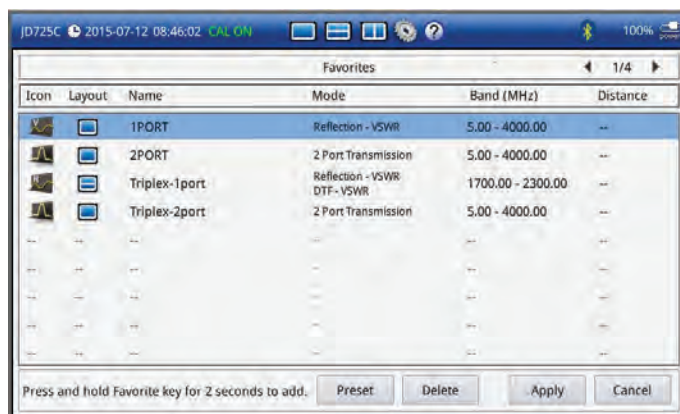 JD725C 2015-07-12 08:46:02 CAL ON 100%
Favorites 1/4
Icon Layout Name Mode Band (MHz) Distance
1PORT Reflection - VSWR 5.00 - 4000.00 --
2PORT 2 Port Transmission 5.00 - 4000.00 --
Triplex-1port Reflection - VSWR 1700.00 - 2300.00 --
DTF - VSWR
Triplex-2port 2 Port Transmission 5.00 - 4000.00 --
-- -- -- -- -- --
-- -- -- -- -- --
-- -- -- -- -- --
-- -- -- -- -- --
-- -- -- -- -- --
Press and hold Favorite key for 2 seconds to add. Preset Delete Apply Cancel